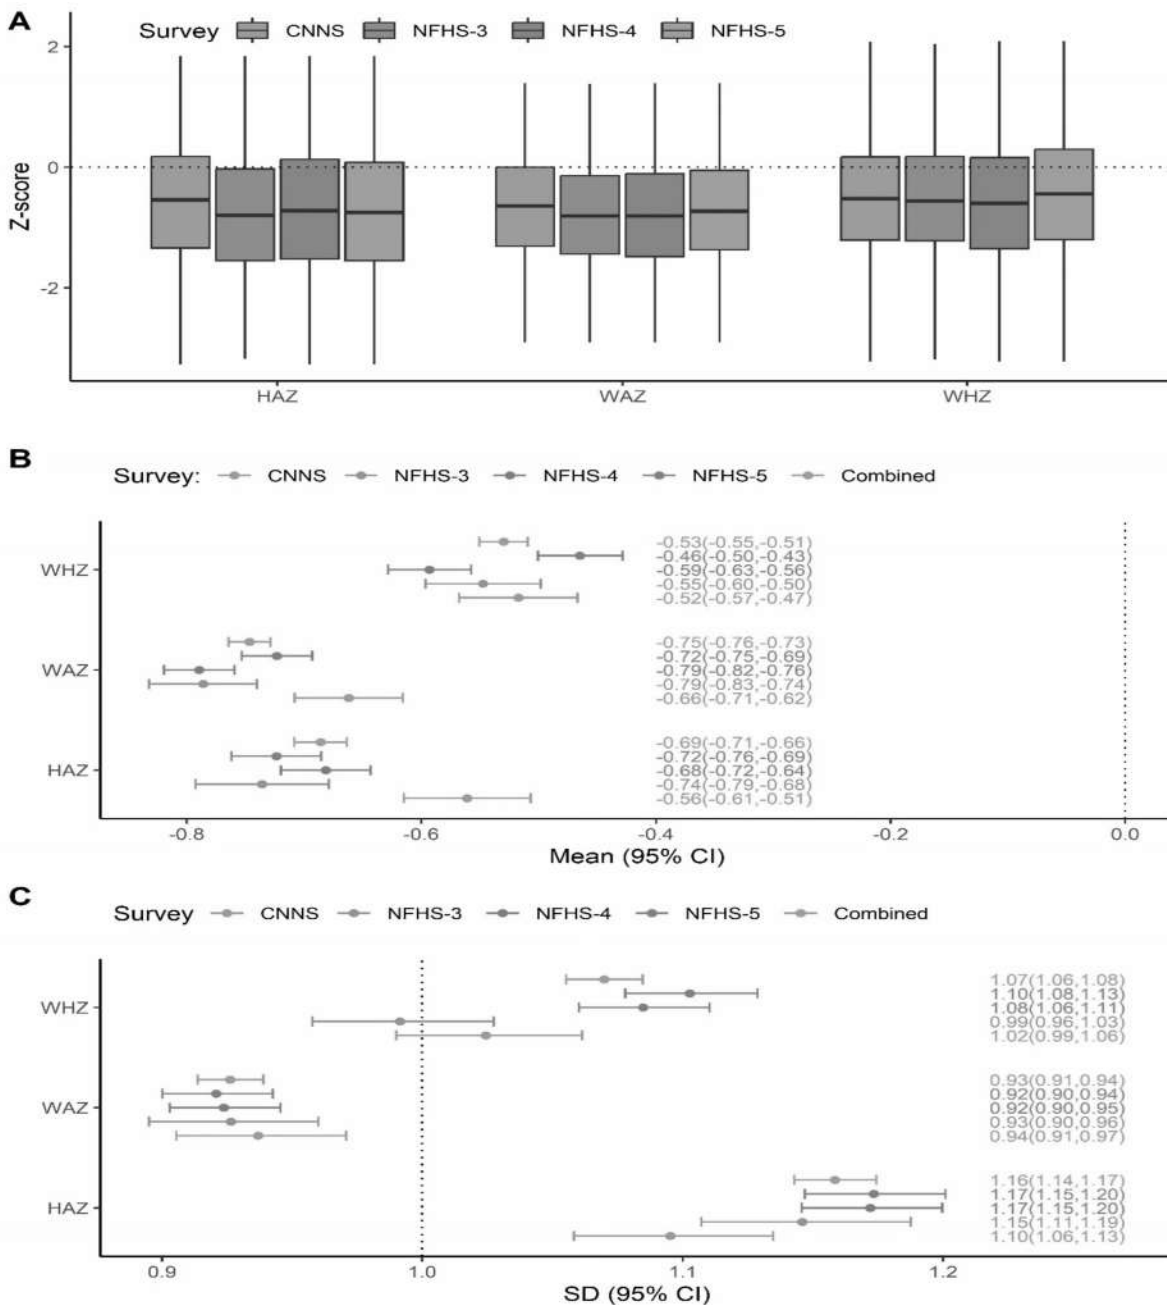 A
Survey CNNS NFHS-3 NFHS-4 NFHS-5
2
0
-2
Z-score
HAZ WAZ WHZ
B
Survey: CNNS NFHS-3 NFHS-4 NFHS-5 Combined
WHZ
-0.53(-0.55,-0.51)
-0.46(-0.50,-0.43)
-0.59(-0.63,-0.56)
-0.55(-0.60,-0.50)
-0.52(-0.57,-0.47)
WAZ
-0.75(-0.76,-0.73)
-0.72(-0.75,-0.69)
-0.79(-0.82,-0.76)
-0.79(-0.83,-0.74)
-0.66(-0.71,-0.62)
HAZ
-0.69(-0.71,-0.66)
-0.72(-0.76,-0.69)
-0.68(-0.72,-0.64)
-0.74(-0.79,-0.68)
-0.56(-0.61,-0.51)
-0.8 -0.6 -0.4 -0.2 0.0
Mean (95% CI)
C
Survey CNNS NFHS-3 NFHS-4 NFHS-5 Combined
WHZ
1.07(1.06,1.08)
1.10(1.08,1.13)
1.08(1.06,1.11)
0.99(0.96,1.03)
1.02(0.99,1.06)
WAZ
0.93(0.91,0.94)
0.92(0.90,0.94)
0.92(0.90,0.95)
0.93(0.90,0.96)
0.94(0.91,0.97)
HAZ
1.16(1.14,1.17)
1.17(1.15,1.20)
1.17(1.15,1.20)
1.15(1.11,1.19)
1.10(1.06,1.13)
0.9 1.0 1.1 1.2
SD (95% CI)